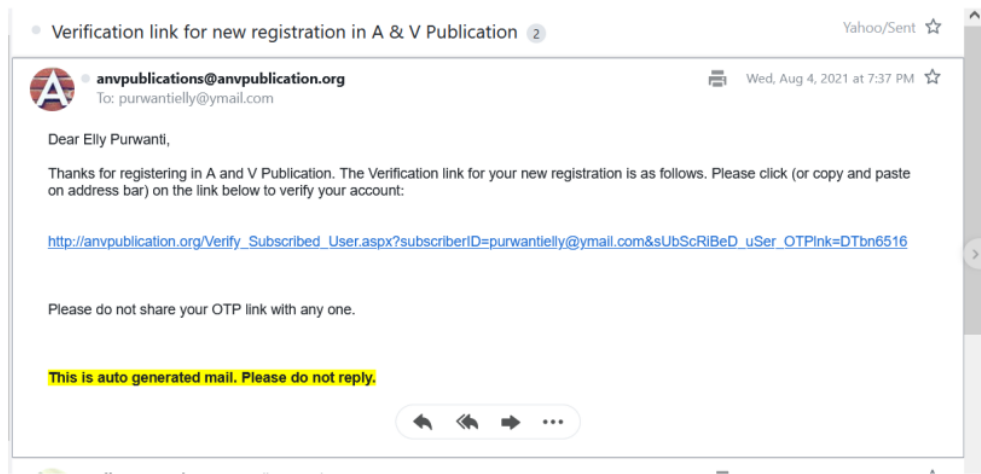 Verification link for new registration in A & V Publication 2
Yahoo/Sent
anvpublications@anvpublication.org
Wed, Aug 4, 2021 at 7:37 PM
To: purwantielly@ymail.com
Dear Elly Purwanti,
Thanks for registering in A and V Publication. The Verification link for your new registration is as follows. Please click (or copy and paste
on address bar) on the link below to verify your account:
http://anvpublication.org/Verify_Subscribed_User.aspx?subscriberID=purwantielly@ymail.com&sUbScRiBeD_uSer_OTPlnk=DTbn6516
Please do not share your OTP link with any one.
This is auto generated mail. Please do not reply.